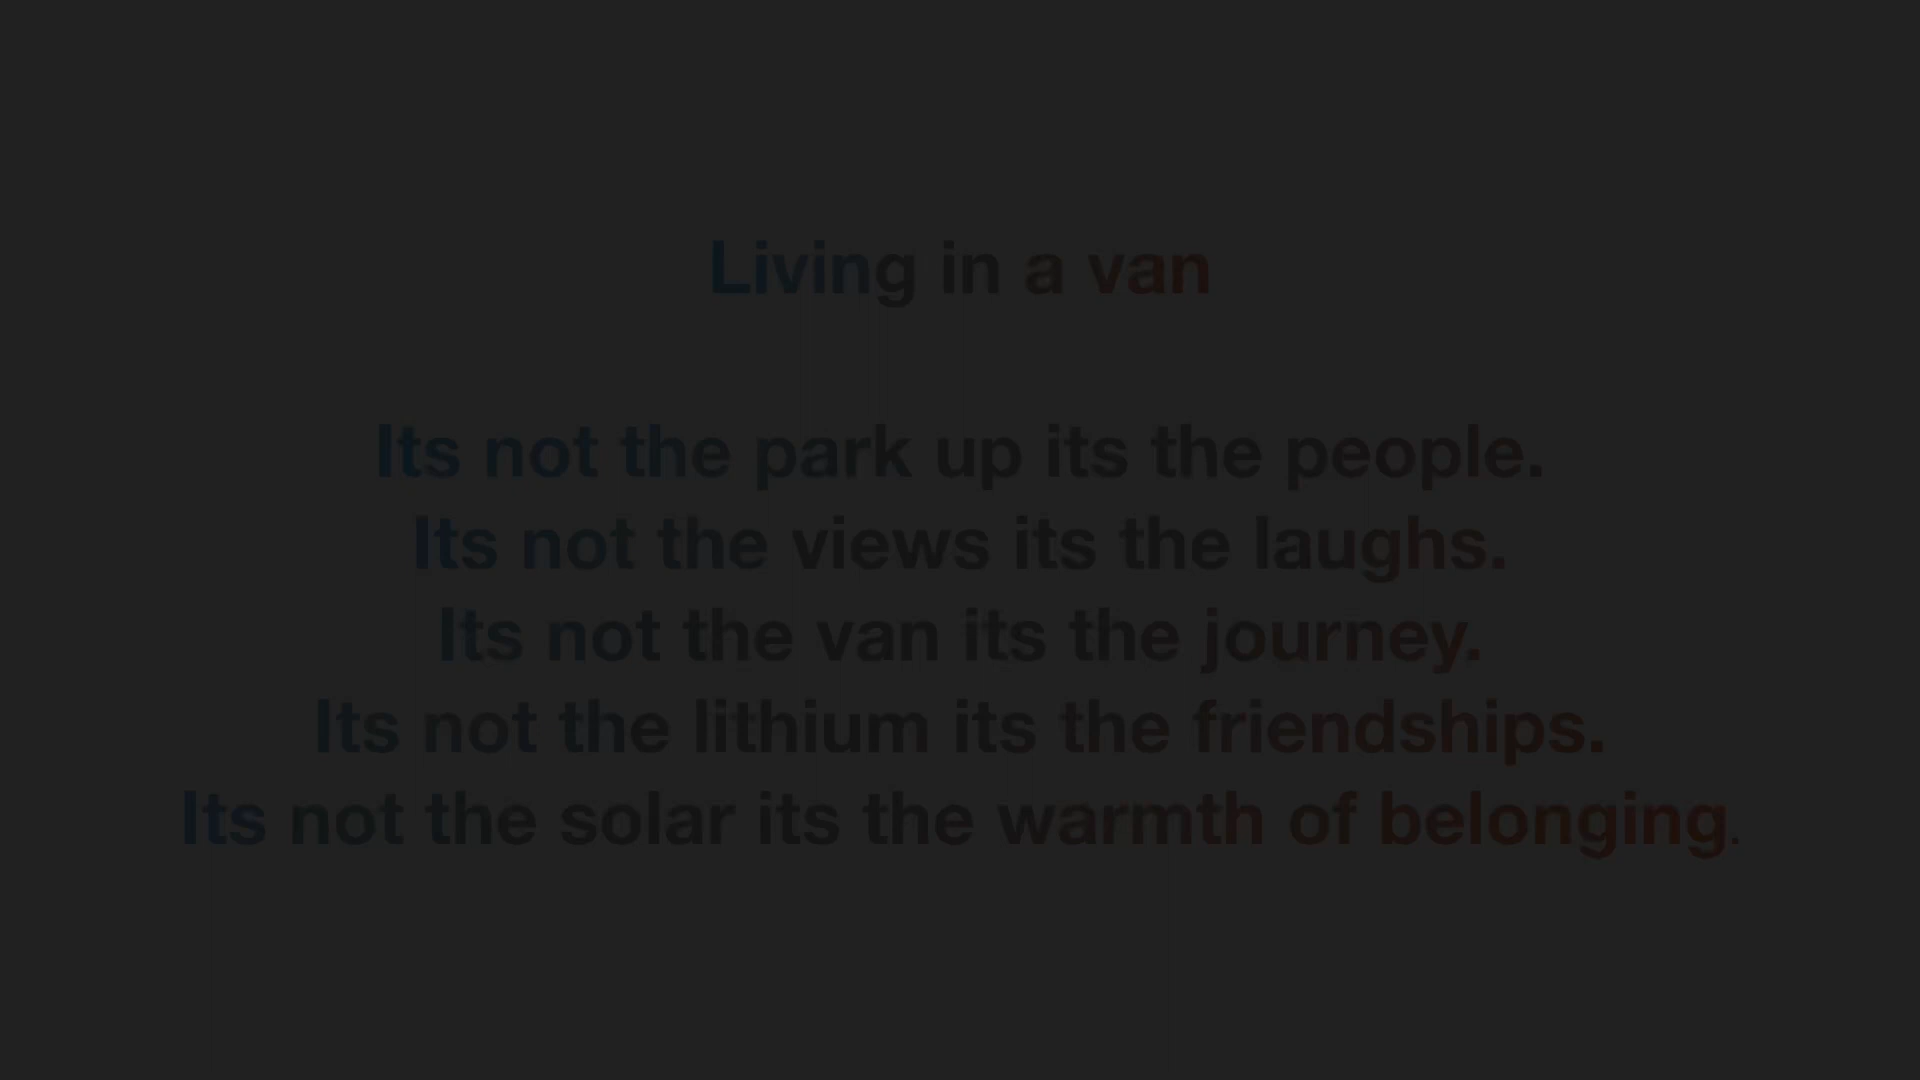 Living in a van
Its not the park up its the people.
Its not the views its the laughs.
Its not the van its the journey.
Its not the lithium its the friendships.
Its not the solar its the warmth of belonging.